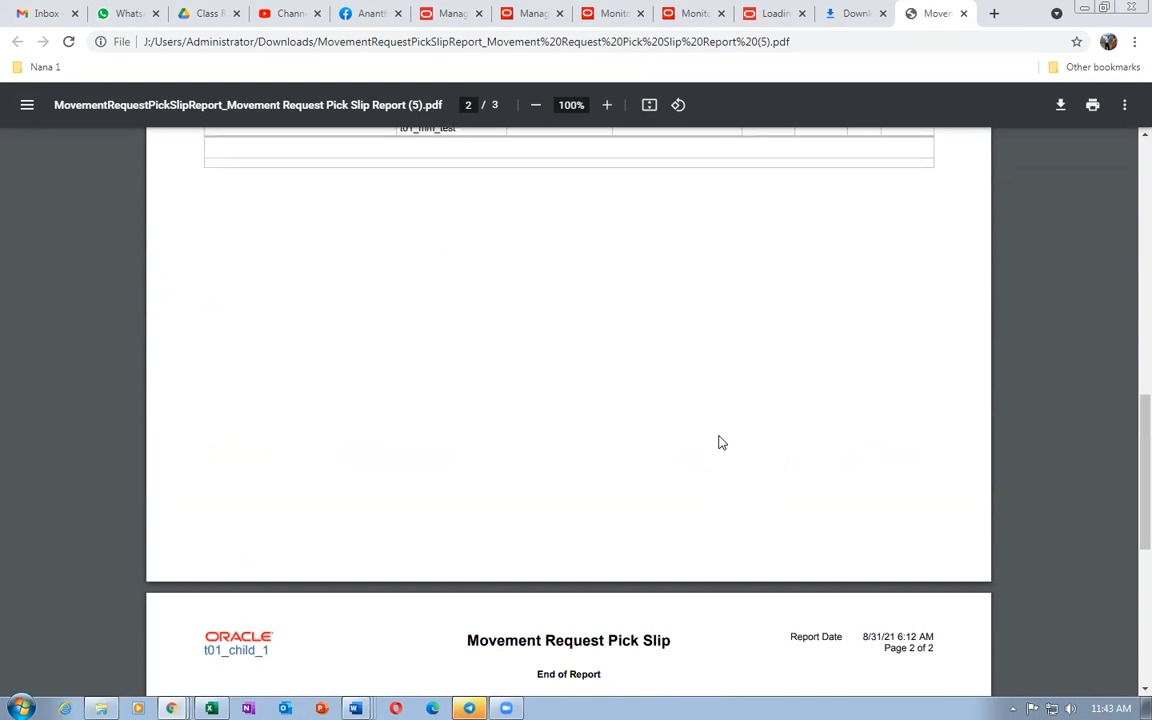 Inbox -
Whats
Class R
Chann
Ananth
Manag
Manag
Monito
Monito
Loadin
Downl
Movem
File
J:/Users/Administrator/Downloads/MovementRequestPickSlipReport_Movement%20Request%20Pick%20Slip%20Report%20(5).pdf
Nana 1
Other bookmarks
MovementRequestPickSlipReport_Movement Request Pick Slip Report (5).pdf
2 / 3
100%
t01_mm_test
ORACLE
t01_child_1
Movement Request Pick Slip
End of Report
Report Date 8/31/21 6:12 AM
Page 2 of 2
11:43 AM